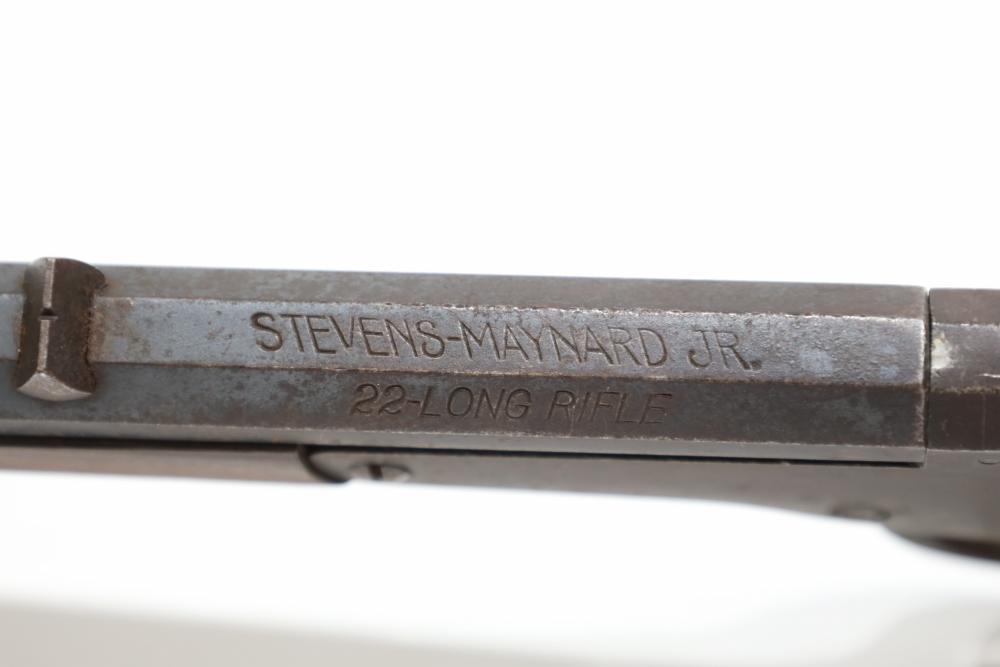 STEVENS-MAYNARD JR.
22-LONG RIFLE